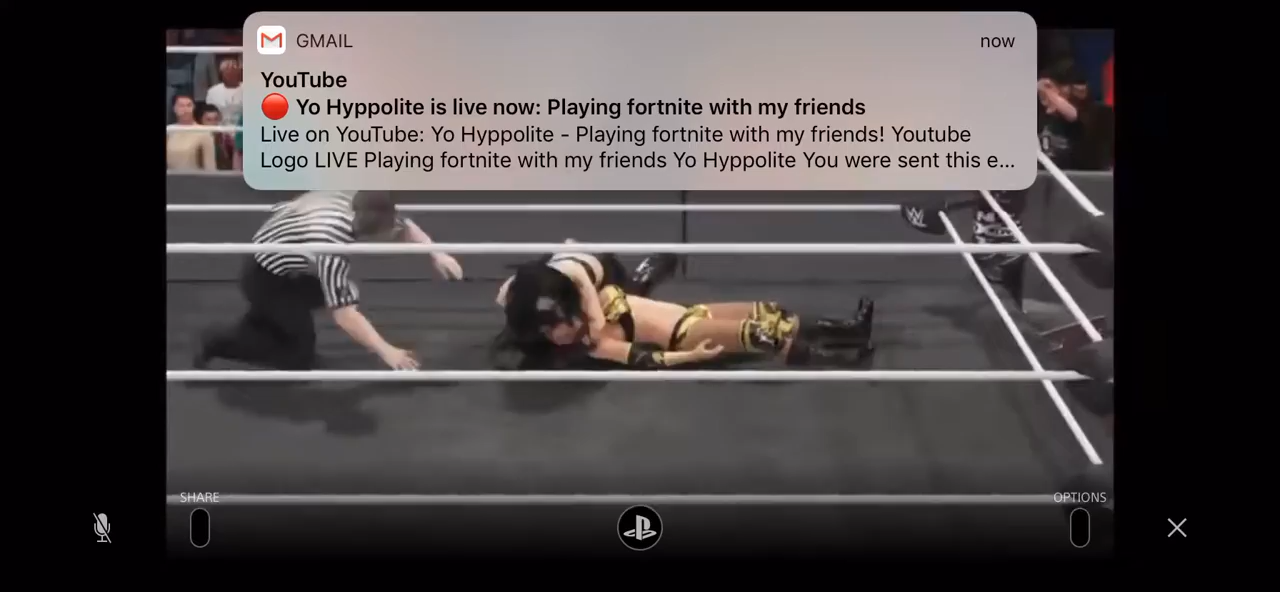 GMAIL
now
YouTube
🔴 Yo Hyppolite is live now: Playing fortnite with my friends
Live on YouTube: Yo Hyppolite - Playing fortnite with my friends! Youtube
Logo LIVE Playing fortnite with my friends Yo Hyppolite You were sent this e...
W
SHARE
OPTIONS